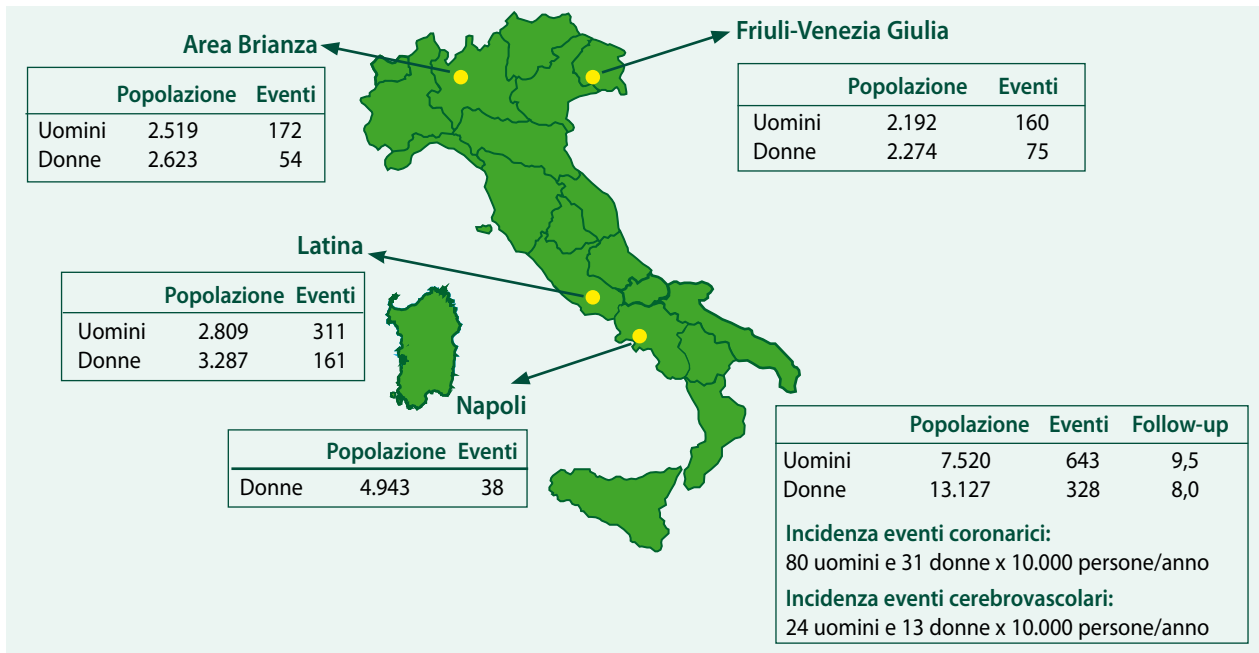 Area Brianza
Popolazione Eventi
Uomini 2.519 172
Donne 2.623 54
Friuli-Venezia Giulia
Popolazione Eventi
Uomini 2.192 160
Donne 2.274 75
Latina
Popolazione Eventi
Uomini 2.809 311
Donne 3.287 161
Napoli
Popolazione Eventi
Donne 4.943 38
Popolazione Eventi Follow-up
Uomini 7.520 643 9,5
Donne 13.127 328 8,0
Incidenza eventi coronarici:
80 uomini e 31 donne x 10.000 persone/anno
Incidenza eventi cerebrovascolari:
24 uomini e 13 donne x 10.000 persone/anno